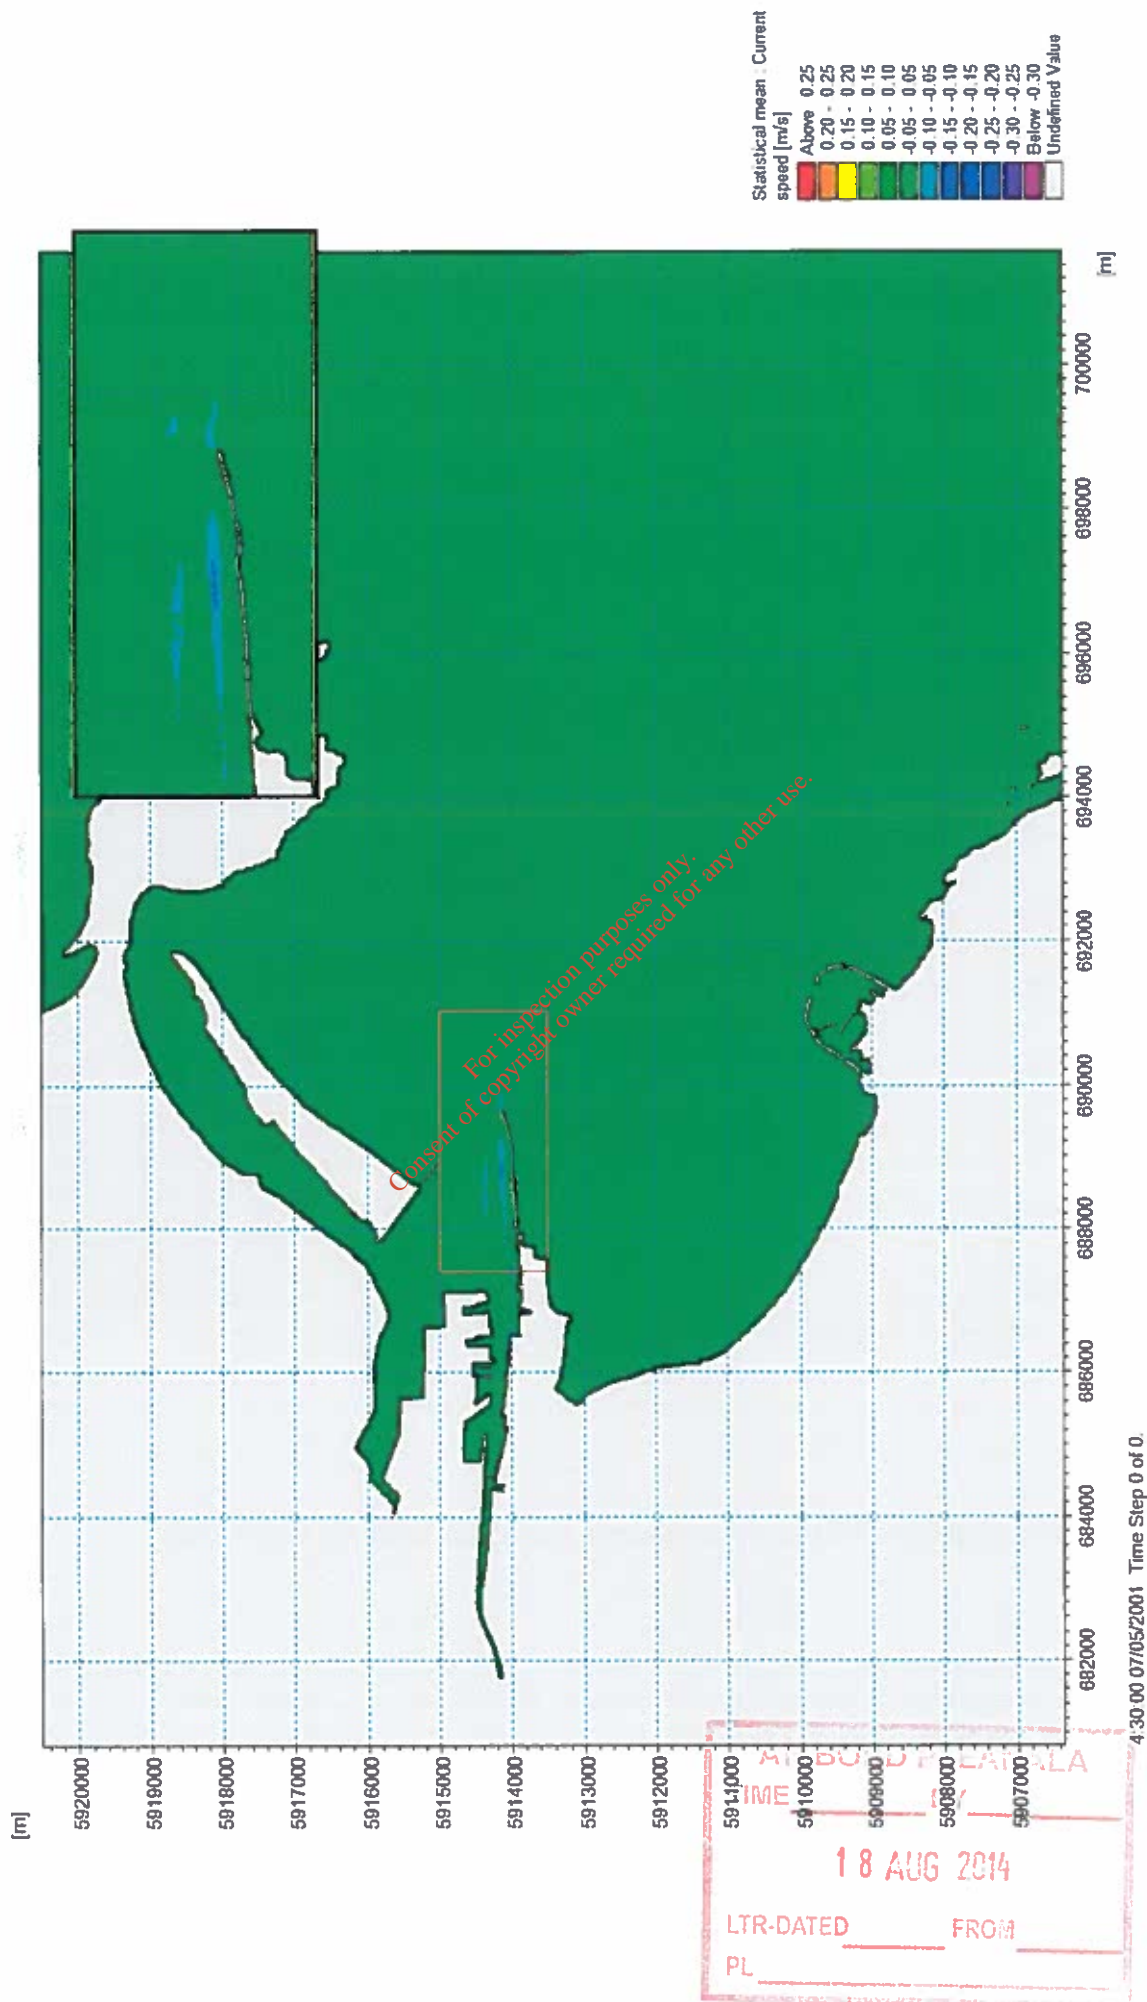 [m]
5920000
5919000
5918000
5917000
5916000
5915000
5914000
5913000
5912000
5911000
5910000
5909000
5908000
5907000
682000
684000
686000
688000
690000
692000
694000
696000
698000
700000
[m]
Statistical mean : Current
speed [m/s]
Above 0.25
0.20 - 0.25
0.15 - 0.20
0.10 - 0.15
0.05 - 0.10
-0.05 - 0.05
-0.10 - -0.05
-0.15 - -0.10
-0.20 - -0.15
-0.25 - -0.20
-0.30 - -0.25
Below -0.30
Undefined Value
4:30:00 07/05/2001 Time Step 0 of 0.
For inspection purposes only.
Consent of copyright owner required for any other use.
TIME BY
18 AUG 2014
LTR-DATED FROM
PL